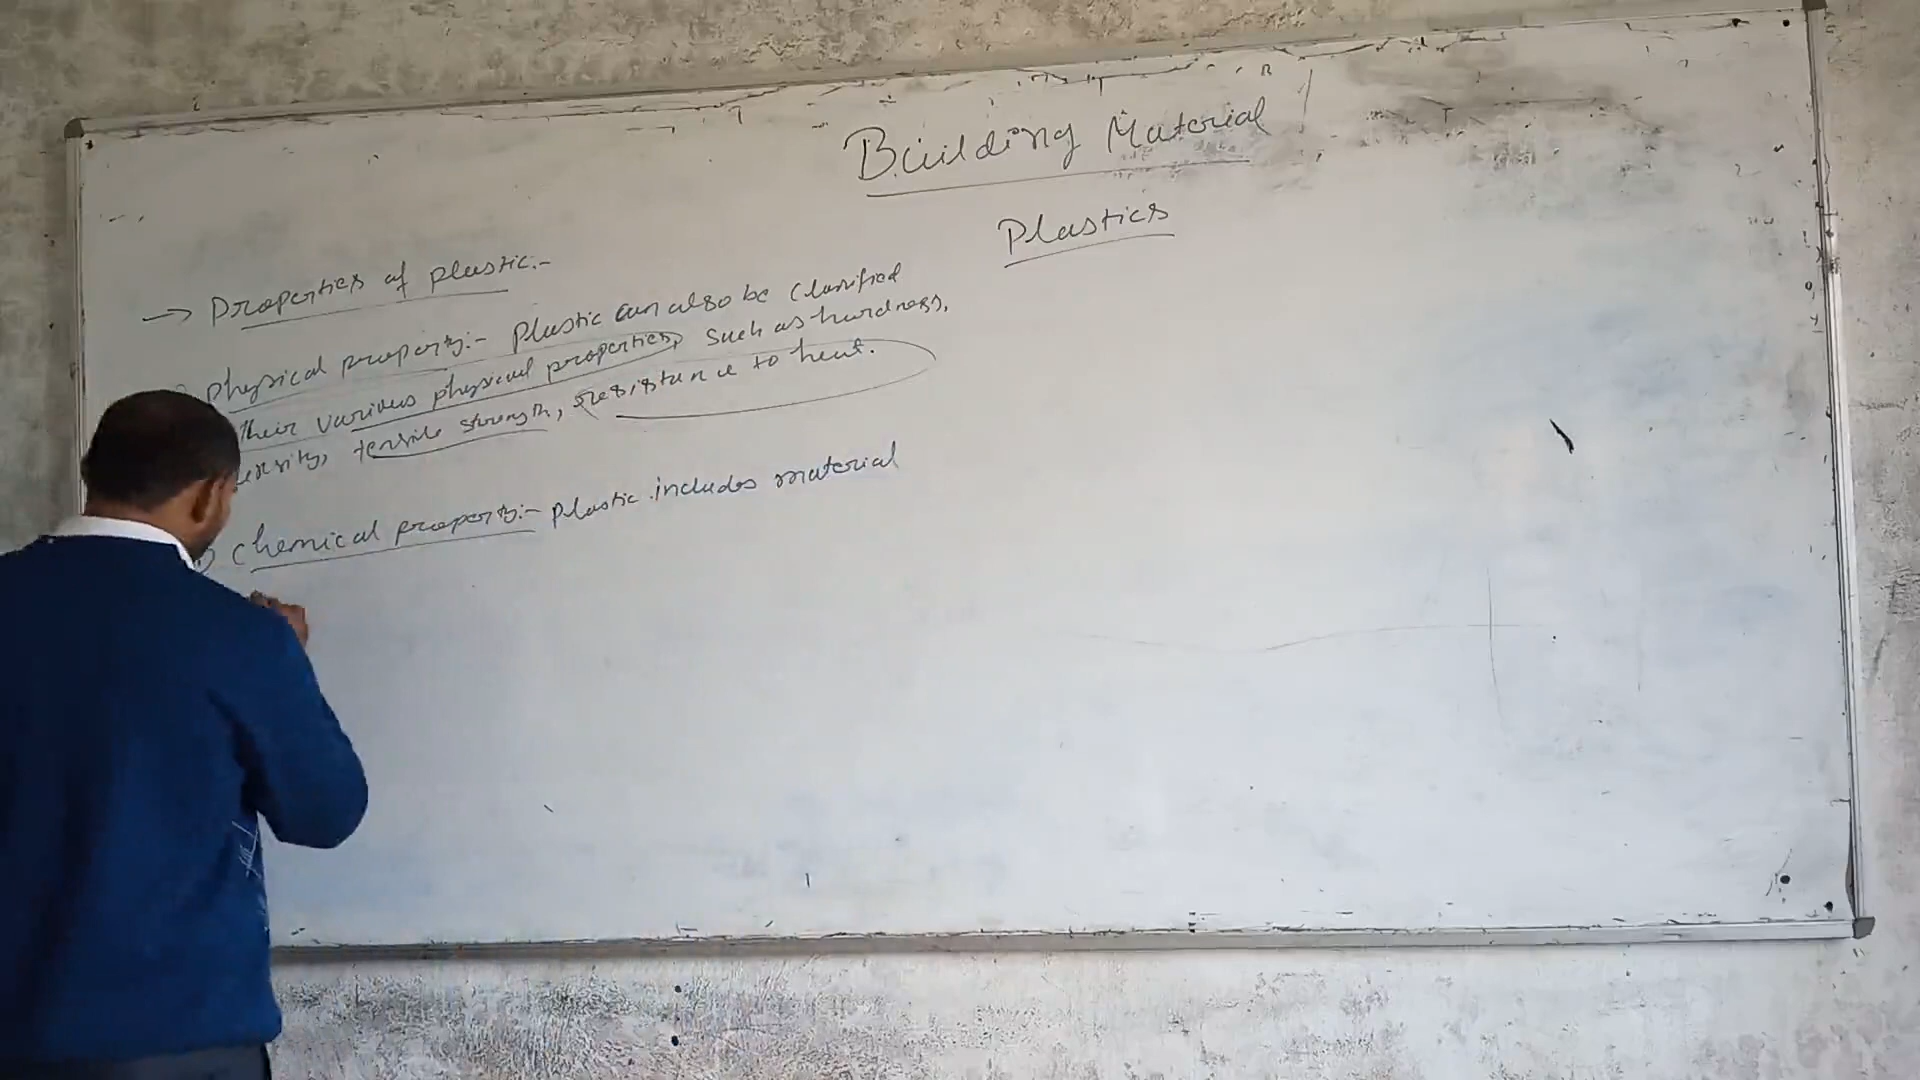 Building Material
Plastics
→ Properties of plastic:-
Physical property:- Plastic can also be classified
their various physical properties, such as hardness,
density, tensile strength, resistance to heat.
Chemical property:- Plastic includes material